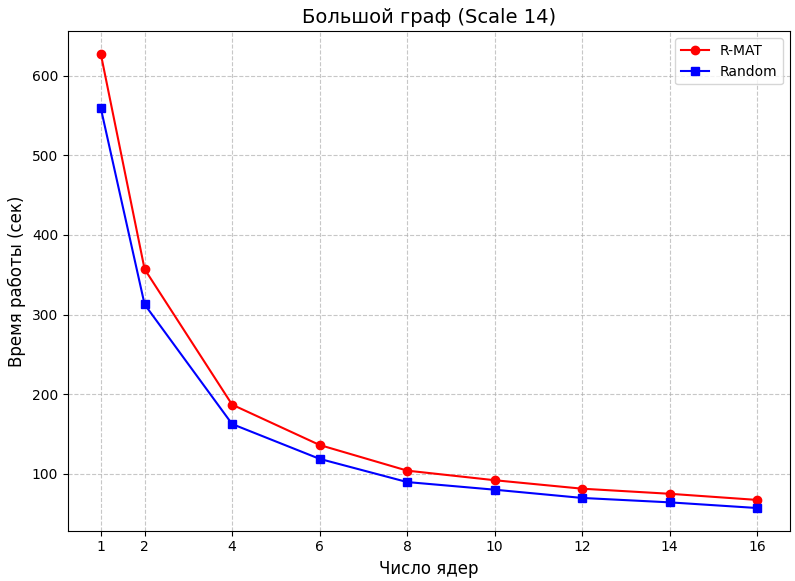 Большой граф (Scale 14)
R-MAT
Random
600
500
400
300
200
100
Время работы (сек)
1 2 4 6 8 10 12 14 16
Число ядер